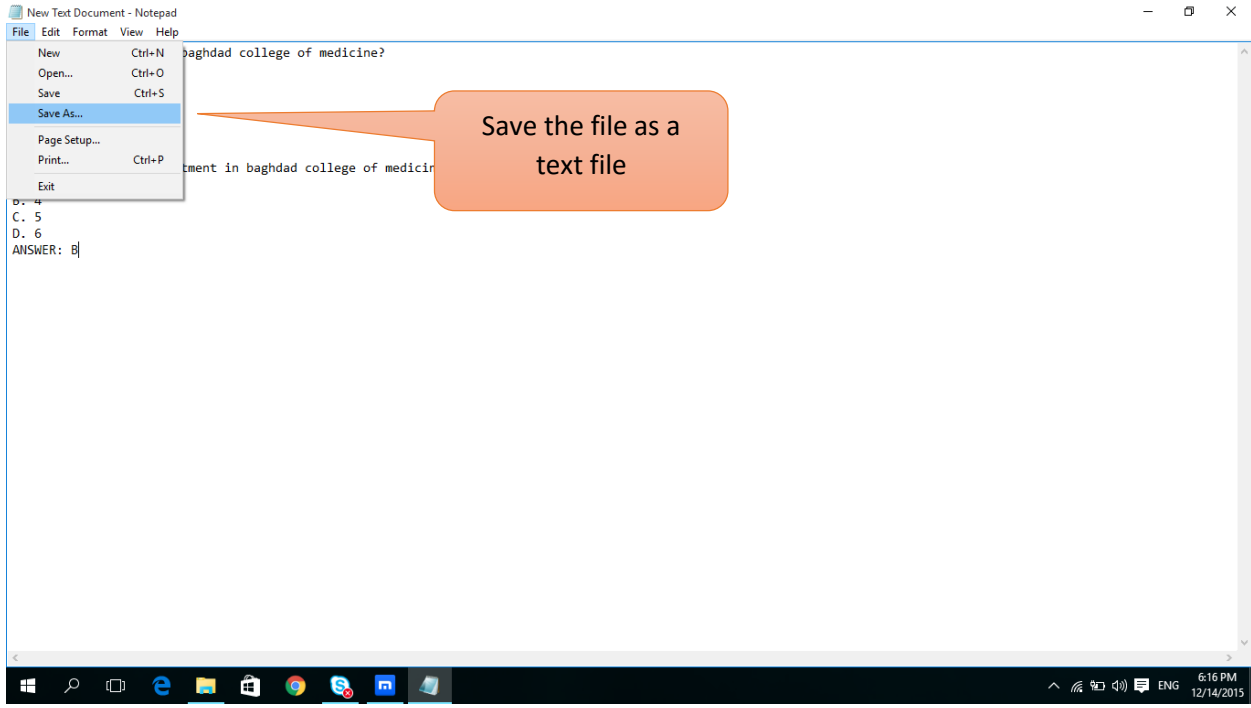 New Text Document - Notepad
File Edit Format View Help
New Ctrl+N
Open... Ctrl+O
Save Ctrl+S
Save As...
Page Setup...
Print... Ctrl+P
Exit
baghdad college of medicine?
in baghdad college of
B. 4
C. 5
D. 6
ANSWER: B
Save the file as a
text file
ENG
6:16 PM
12/14/2015